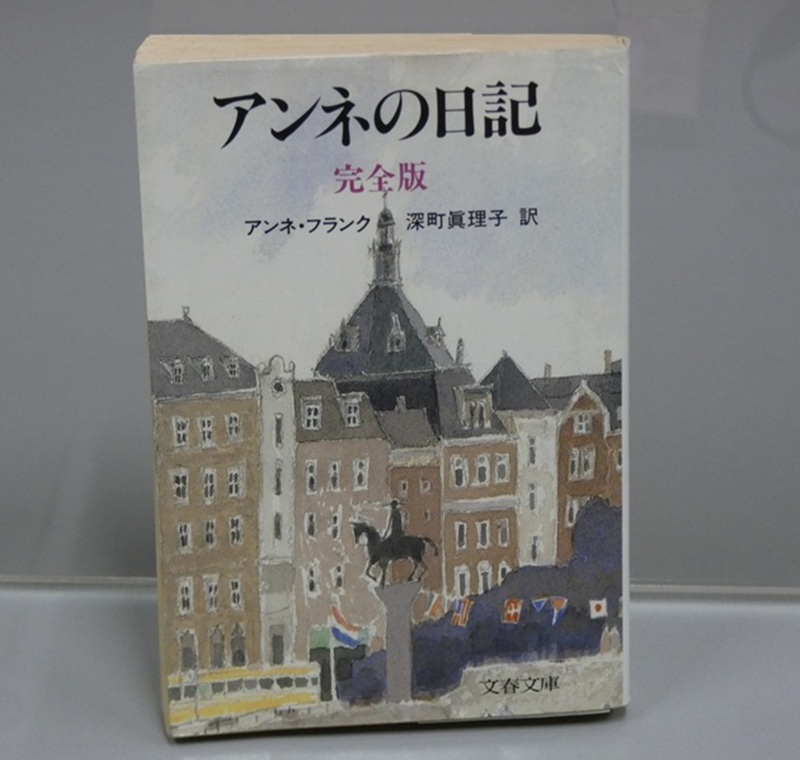 アンネの日記
完全版
アンネ・フランク 深町眞理子 訳
文春文庫